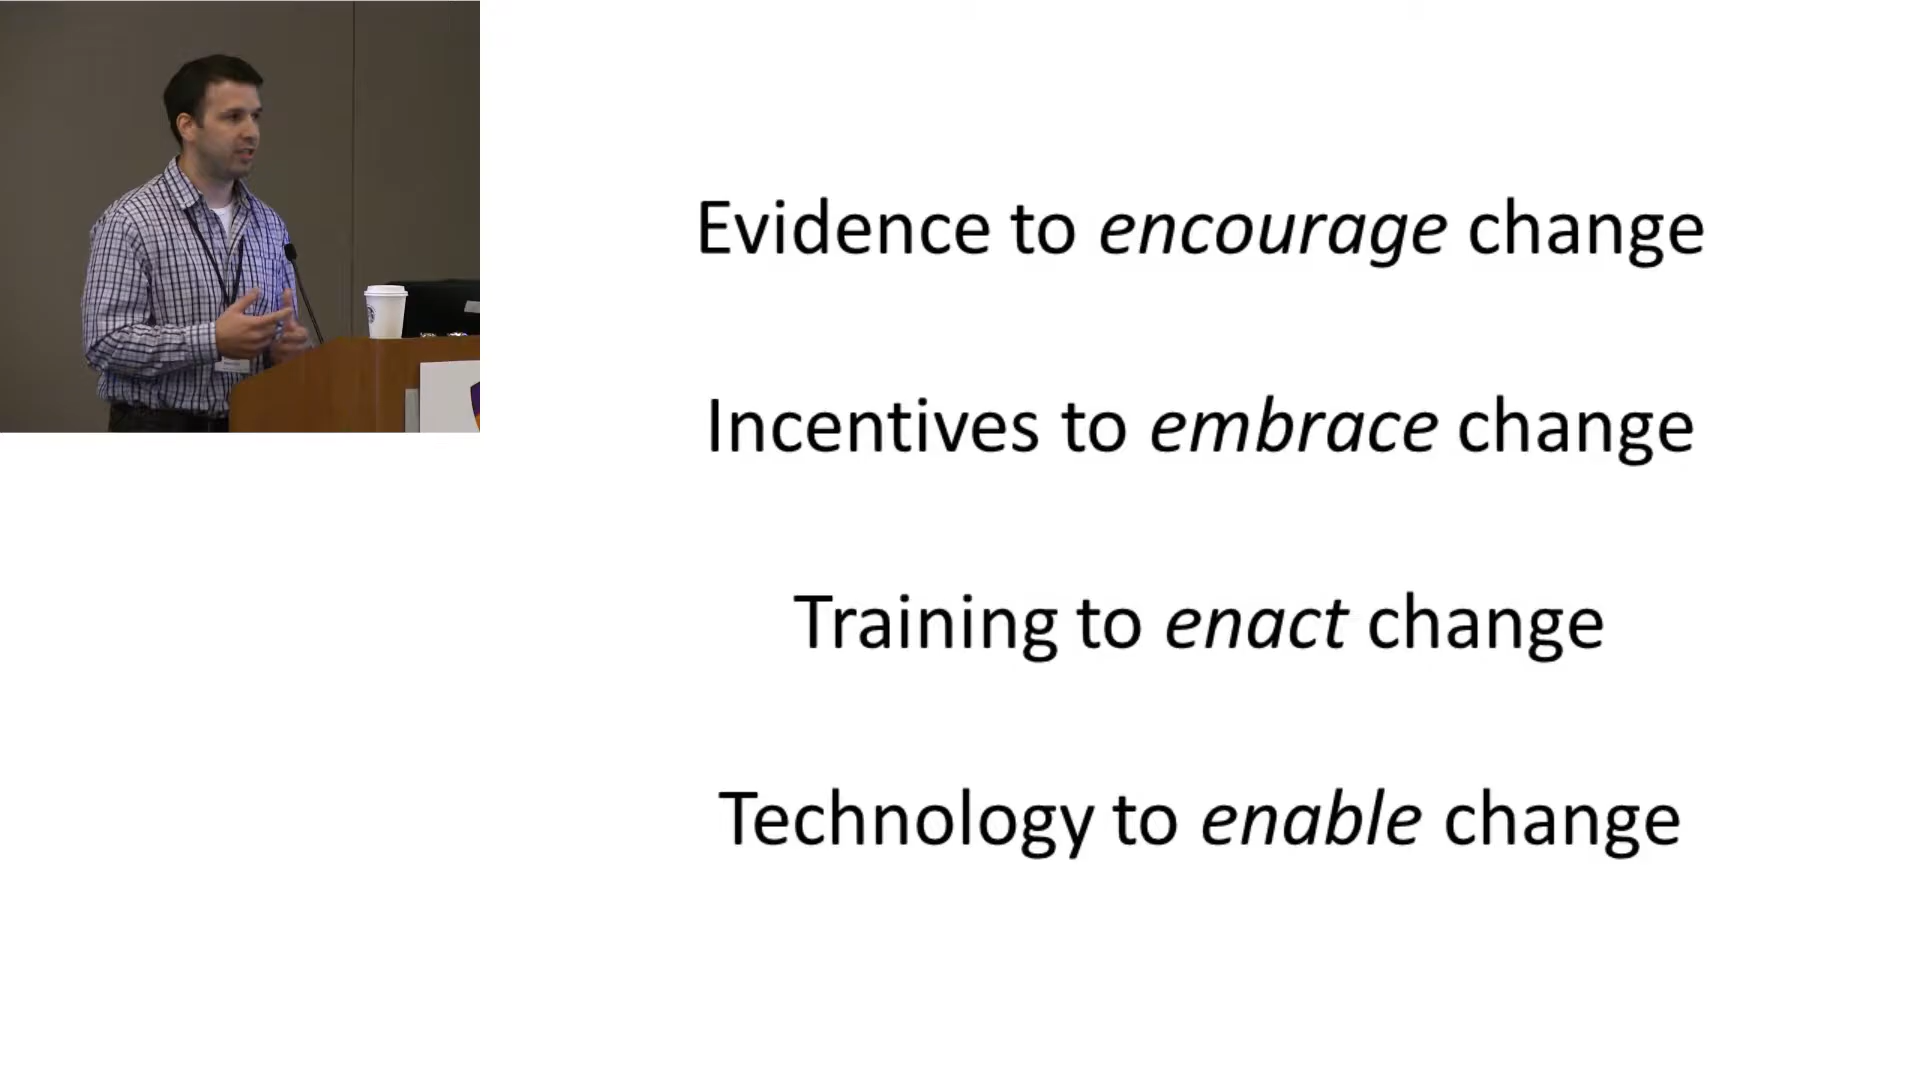 Evidence to encourage change
Incentives to embrace change
Training to enact change
Technology to enable change